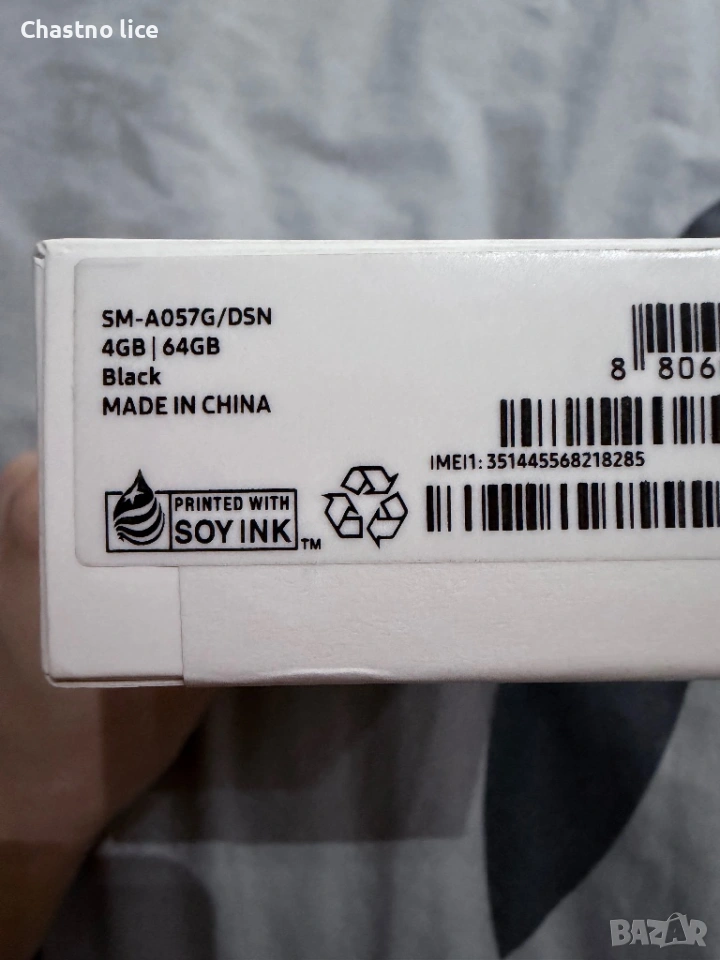 Chastno lice
SM-A057G/DSN
4GB | 64GB
Black
MADE IN CHINA
8 806
IMEI1: 351445568218285
PRINTED WITH
SOY INK TM
BAZAR